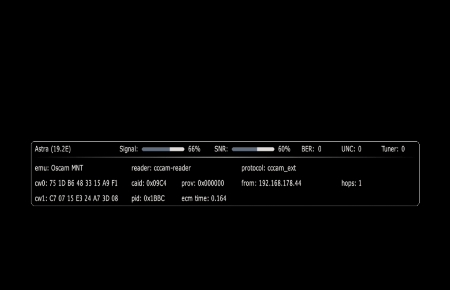 Astra (19.2E) Signal: 66% SNR: 60% BER: 0 UNC: 0 Tuner: 0
emu: Oscam MNT reader: cccam-reader protocol: cccam_ext
cw0: 75 1D B6 48 33 15 A9 F1 caid: 0x09C4 prov: 0x000000 from: 192.168.178.44 hops: 1
cw1: C7 07 15 E3 24 A7 3D 08 pid: 0x1BBC ecm time: 0.164